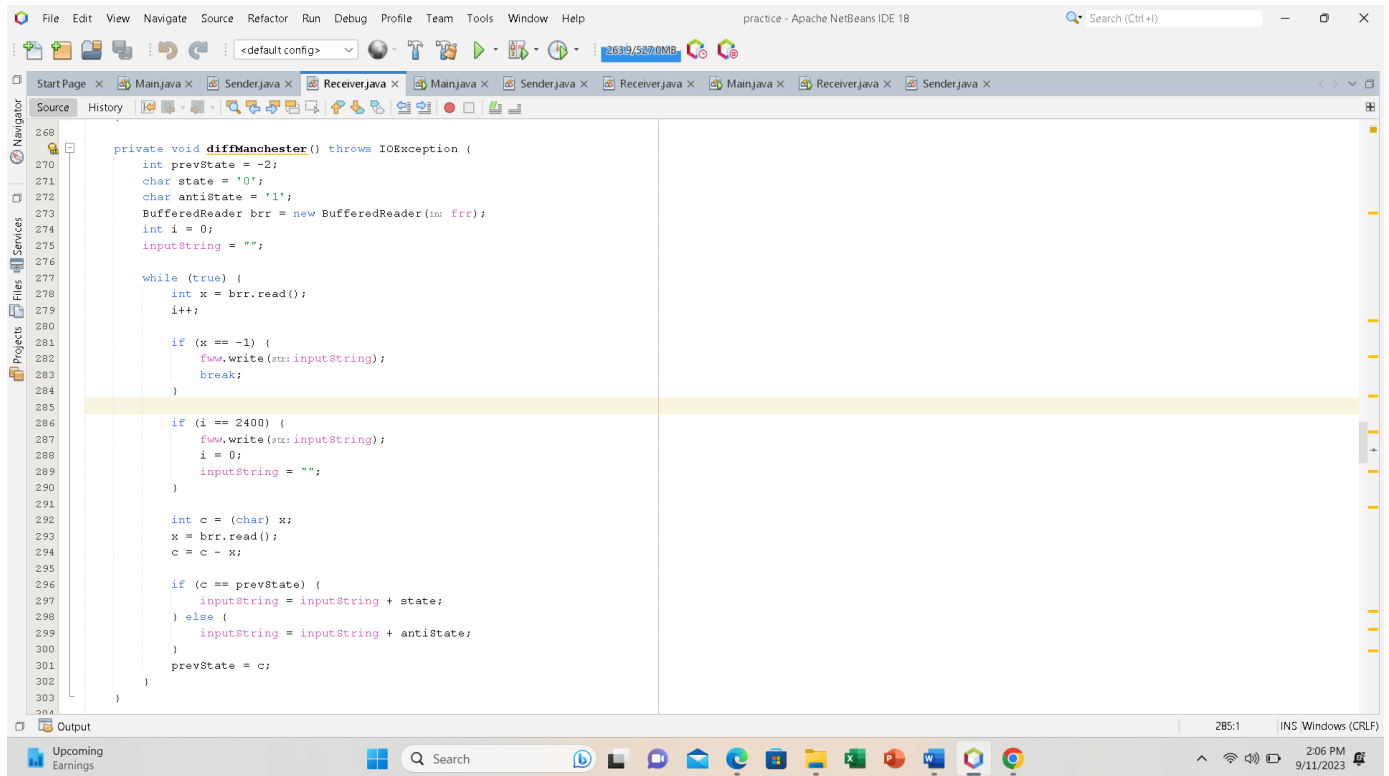 File Edit View Navigate Source Refactor Run Debug Profile Team Tools Window Help practice - Apache NetBeans IDE 18 Search (Ctrl+I)
<default config> 263.9/527.0MB
Start Page Main.java Sender.java Receiver.java Main.java Sender.java Receiver.java Main.java Receiver.java Sender.java
Source History
Navigator
Services
Files
Projects
268
private void diffManchester() throws IOException {
270 int prevState = -2;
271 char state = '0';
272 char antiState = '1';
273 BufferedReader brr = new BufferedReader(in: frr);
274 int i = 0;
275 inputString = "";
276
277 while (true) {
278 int x = brr.read();
279 i++;
280
281 if (x == -1) {
282 fww.write(str: inputString);
283 break;
284 }
285
286 if (i == 2400) {
287 fww.write(str: inputString);
288 i = 0;
289 inputString = "";
290 }
291
292 int c = (char) x;
293 x = brr.read();
294 c = c - x;
295
296 if (c == prevState) {
297 inputString = inputString + state;
298 } else {
299 inputString = inputString + antiState;
300 }
301 prevState = c;
302 }
303 }
304
Output 285:1 INS Windows (CRLF)
Upcoming
Earnings
Search
2:06 PM
9/11/2023